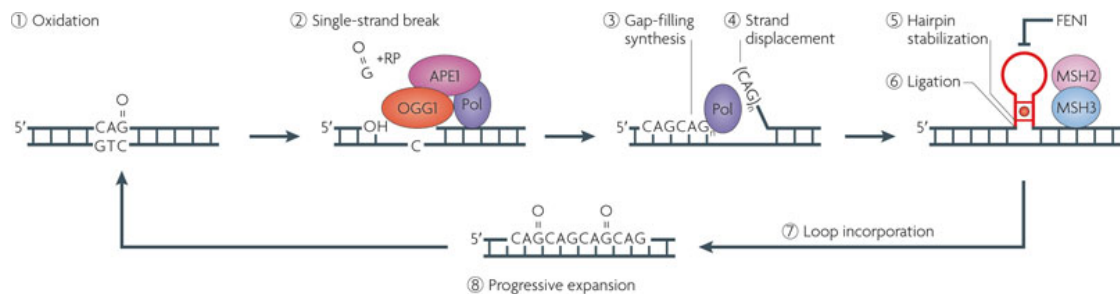 ① Oxidation
② Single-strand break
③ Gap-filling
synthesis
④ Strand
displacement
⑤ Hairpin
stabilization
FEN1
⑥ Ligation
O
G
+RP
APE1
OGG1
Pol
MSH2
MSH3
(CAG)n
Pol
O
5′
CAG
GTC
5′
OH
C
5′
CAGCAG
n
5′
⑦ Loop incorporation
O
O
5′
CAGCAGCAGCAG
⑧ Progressive expansion